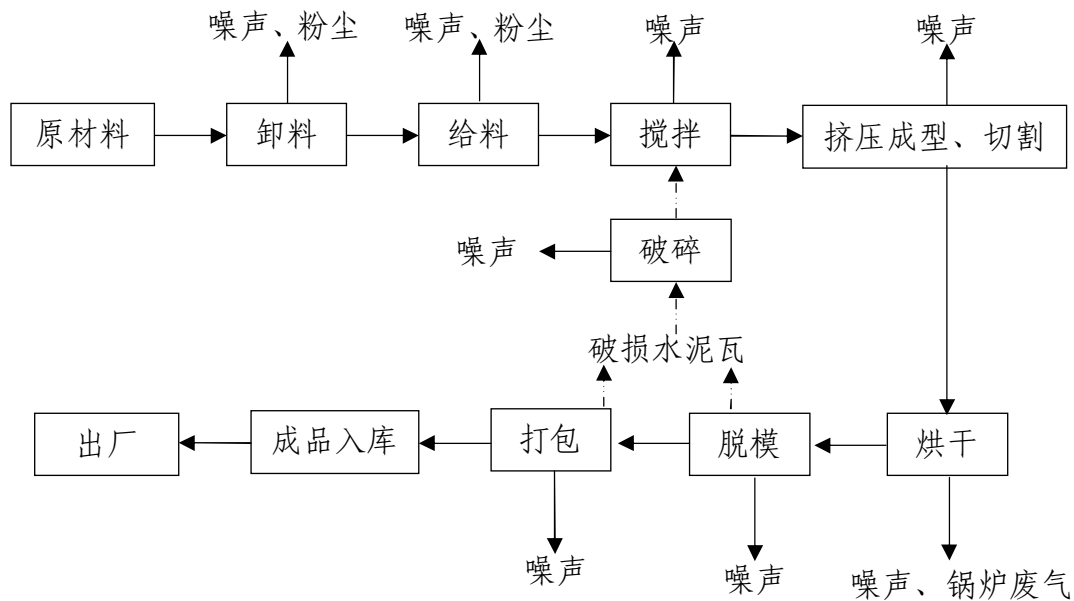 噪声、粉尘
噪声、粉尘
噪声
噪声
原材料
卸料
给料
搅拌
挤压成型、切割
噪声
破碎
破损水泥瓦
出厂
成品入库
打包
脱模
烘干
噪声
噪声
噪声、锅炉废气